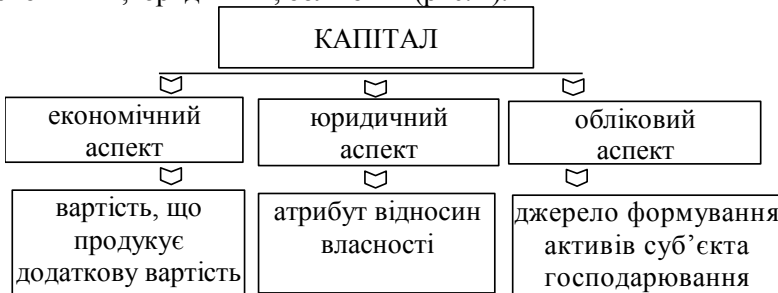 КАПІТАЛ
економічний
аспект
юридичний
аспект
обліковий
аспект
вартість, що
продукує
додаткову вартість
атрибут відносин
власності
джерело формування
активів суб’єкта
господарювання